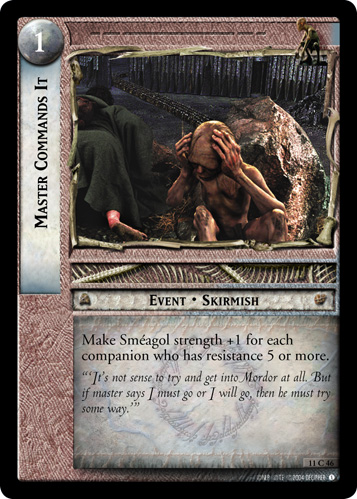 1
MASTER COMMANDS IT
EVENT • SKIRMISH
Make Sméagol strength +1 for each
companion who has resistance 5 or more.
“‘It’s not sense to try and get into Mordor at all. But
if master says I must go or I will go, then he must try
some way.’”
11 C 46